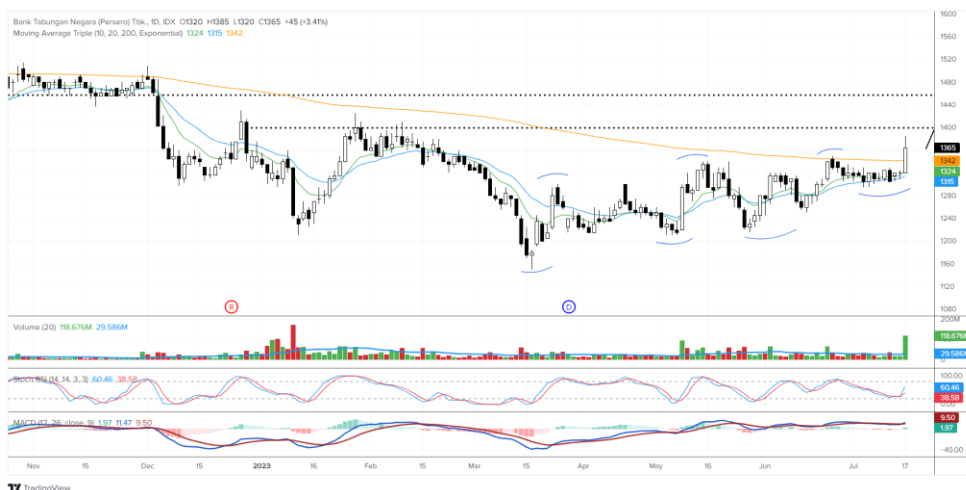 Bank Tabungan Negara (Persero) Tbk., 1D, IDX O1320 H1385 L1320 C1365 +45 (+3.41%)
Moving Average Triple (10, 20, 200, Exponential) 1324 1315 1342
1600
1560
1520
1480
1440
1400
1365
1342
1324
1315
1280
1240
1200
1160
1120
1080
R
D
Volume (20) 118.676M 29.586M
200M
118.676M
29.586M
0
Stoch RSI (14, 14, 3, 3) 60.46 38.58
100.00
60.46
38.58
0.00
MACD (12, 26, close, 9) 1.97 11.47 9.50
9.50
1.97
−40.00
Nov 15 Dec 15 2023 16 Feb 15 Mar 15 Apr 15 May 16 Jun 15 Jul 17
TradingView